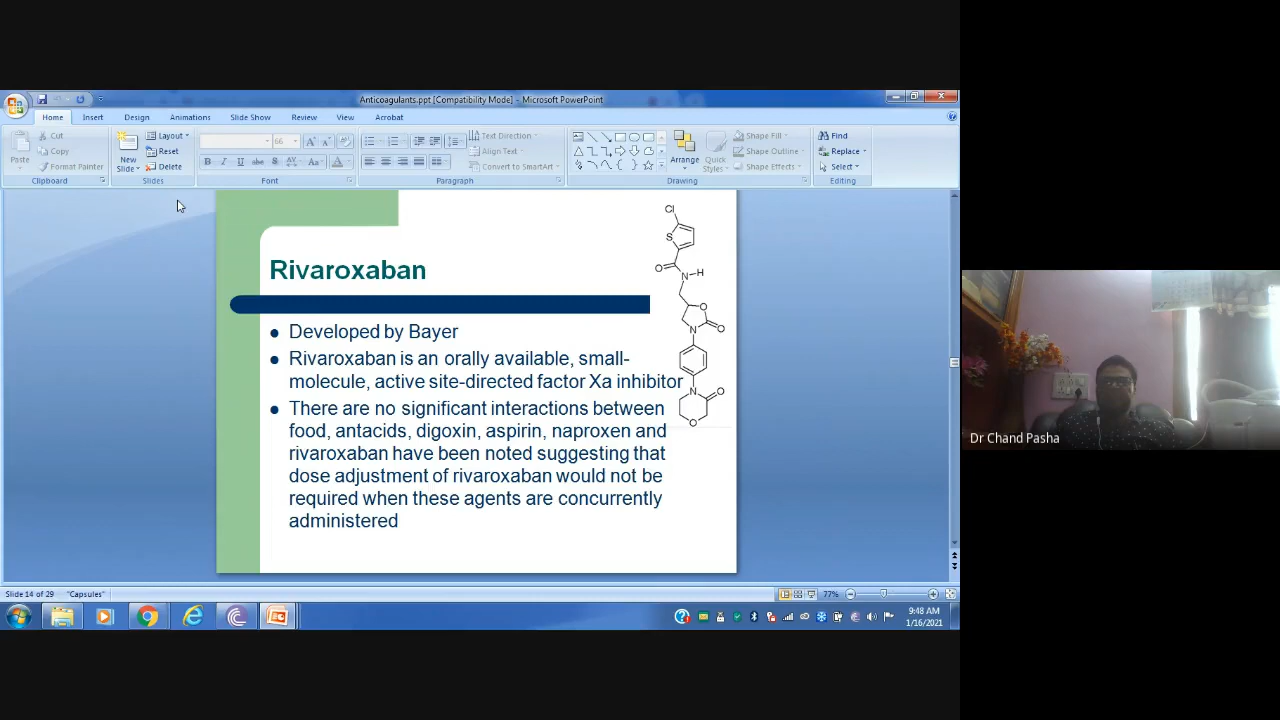 Anticoagulants.ppt [Compatibility Mode] - Microsoft PowerPoint
Home Insert Design Animations Slide Show Review View Acrobat
Paste
Cut
Copy
Format Painter
Clipboard
New Slide
Layout
Reset
Delete
Slides
66
B I U abc S AV Aa A
Font
Text Direction
Align Text
Convert to SmartArt
Paragraph
Arrange
Quick Styles
Shape Fill
Shape Outline
Shape Effects
Drawing
Find
Replace
Select
Editing
Rivaroxaban
• Developed by Bayer
• Rivaroxaban is an orally available, small-
molecule, active site-directed factor Xa inhibitor
• There are no significant interactions between
food, antacids, digoxin, aspirin, naproxen and
rivaroxaban have been noted suggesting that
dose adjustment of rivaroxaban would not be
required when these agents are concurrently
administered
Cl
S
O
N-H
O
O
N
N
O
O
Slide 14 of 29 "Capsules"
77%
9:48 AM
1/16/2021
Dr Chand Pasha